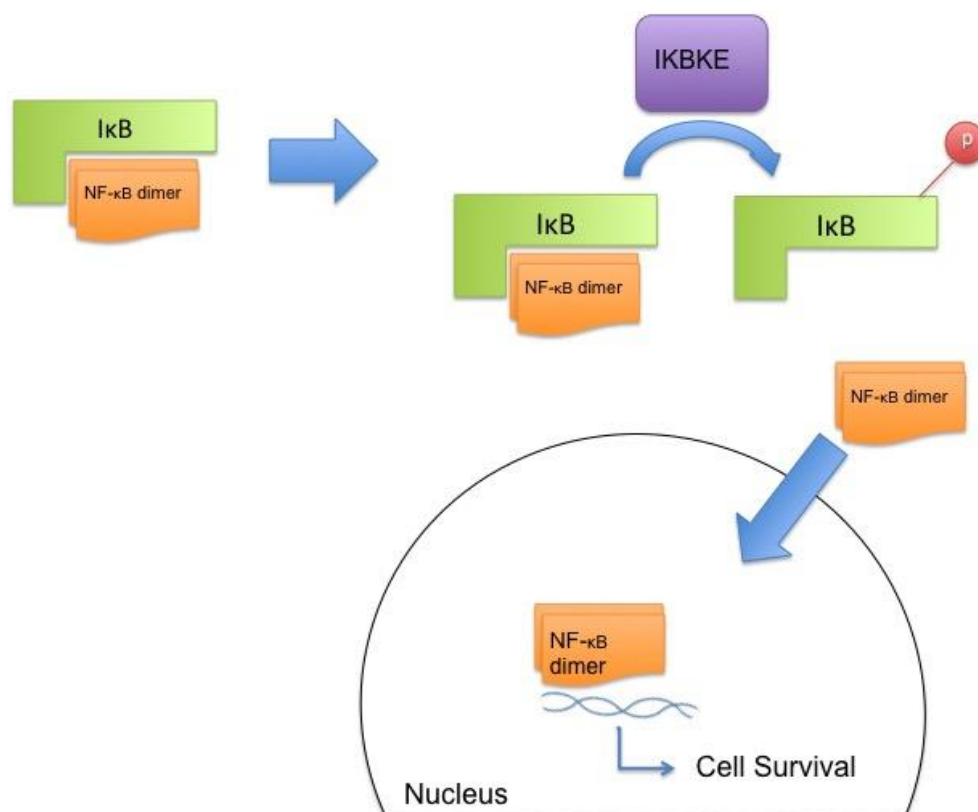 IKBKE
IκB
NF-κB dimer
P
IκB
NF-κB dimer
IκB
NF-κB dimer
NF-κB
dimer
Cell Survival
Nucleus